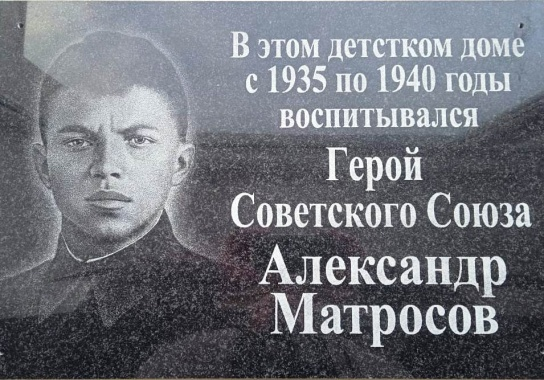 В этом детстком доме
с 1935 по 1940 годы
воспитывался
Герой
Советского Союза
Александр
Матросов